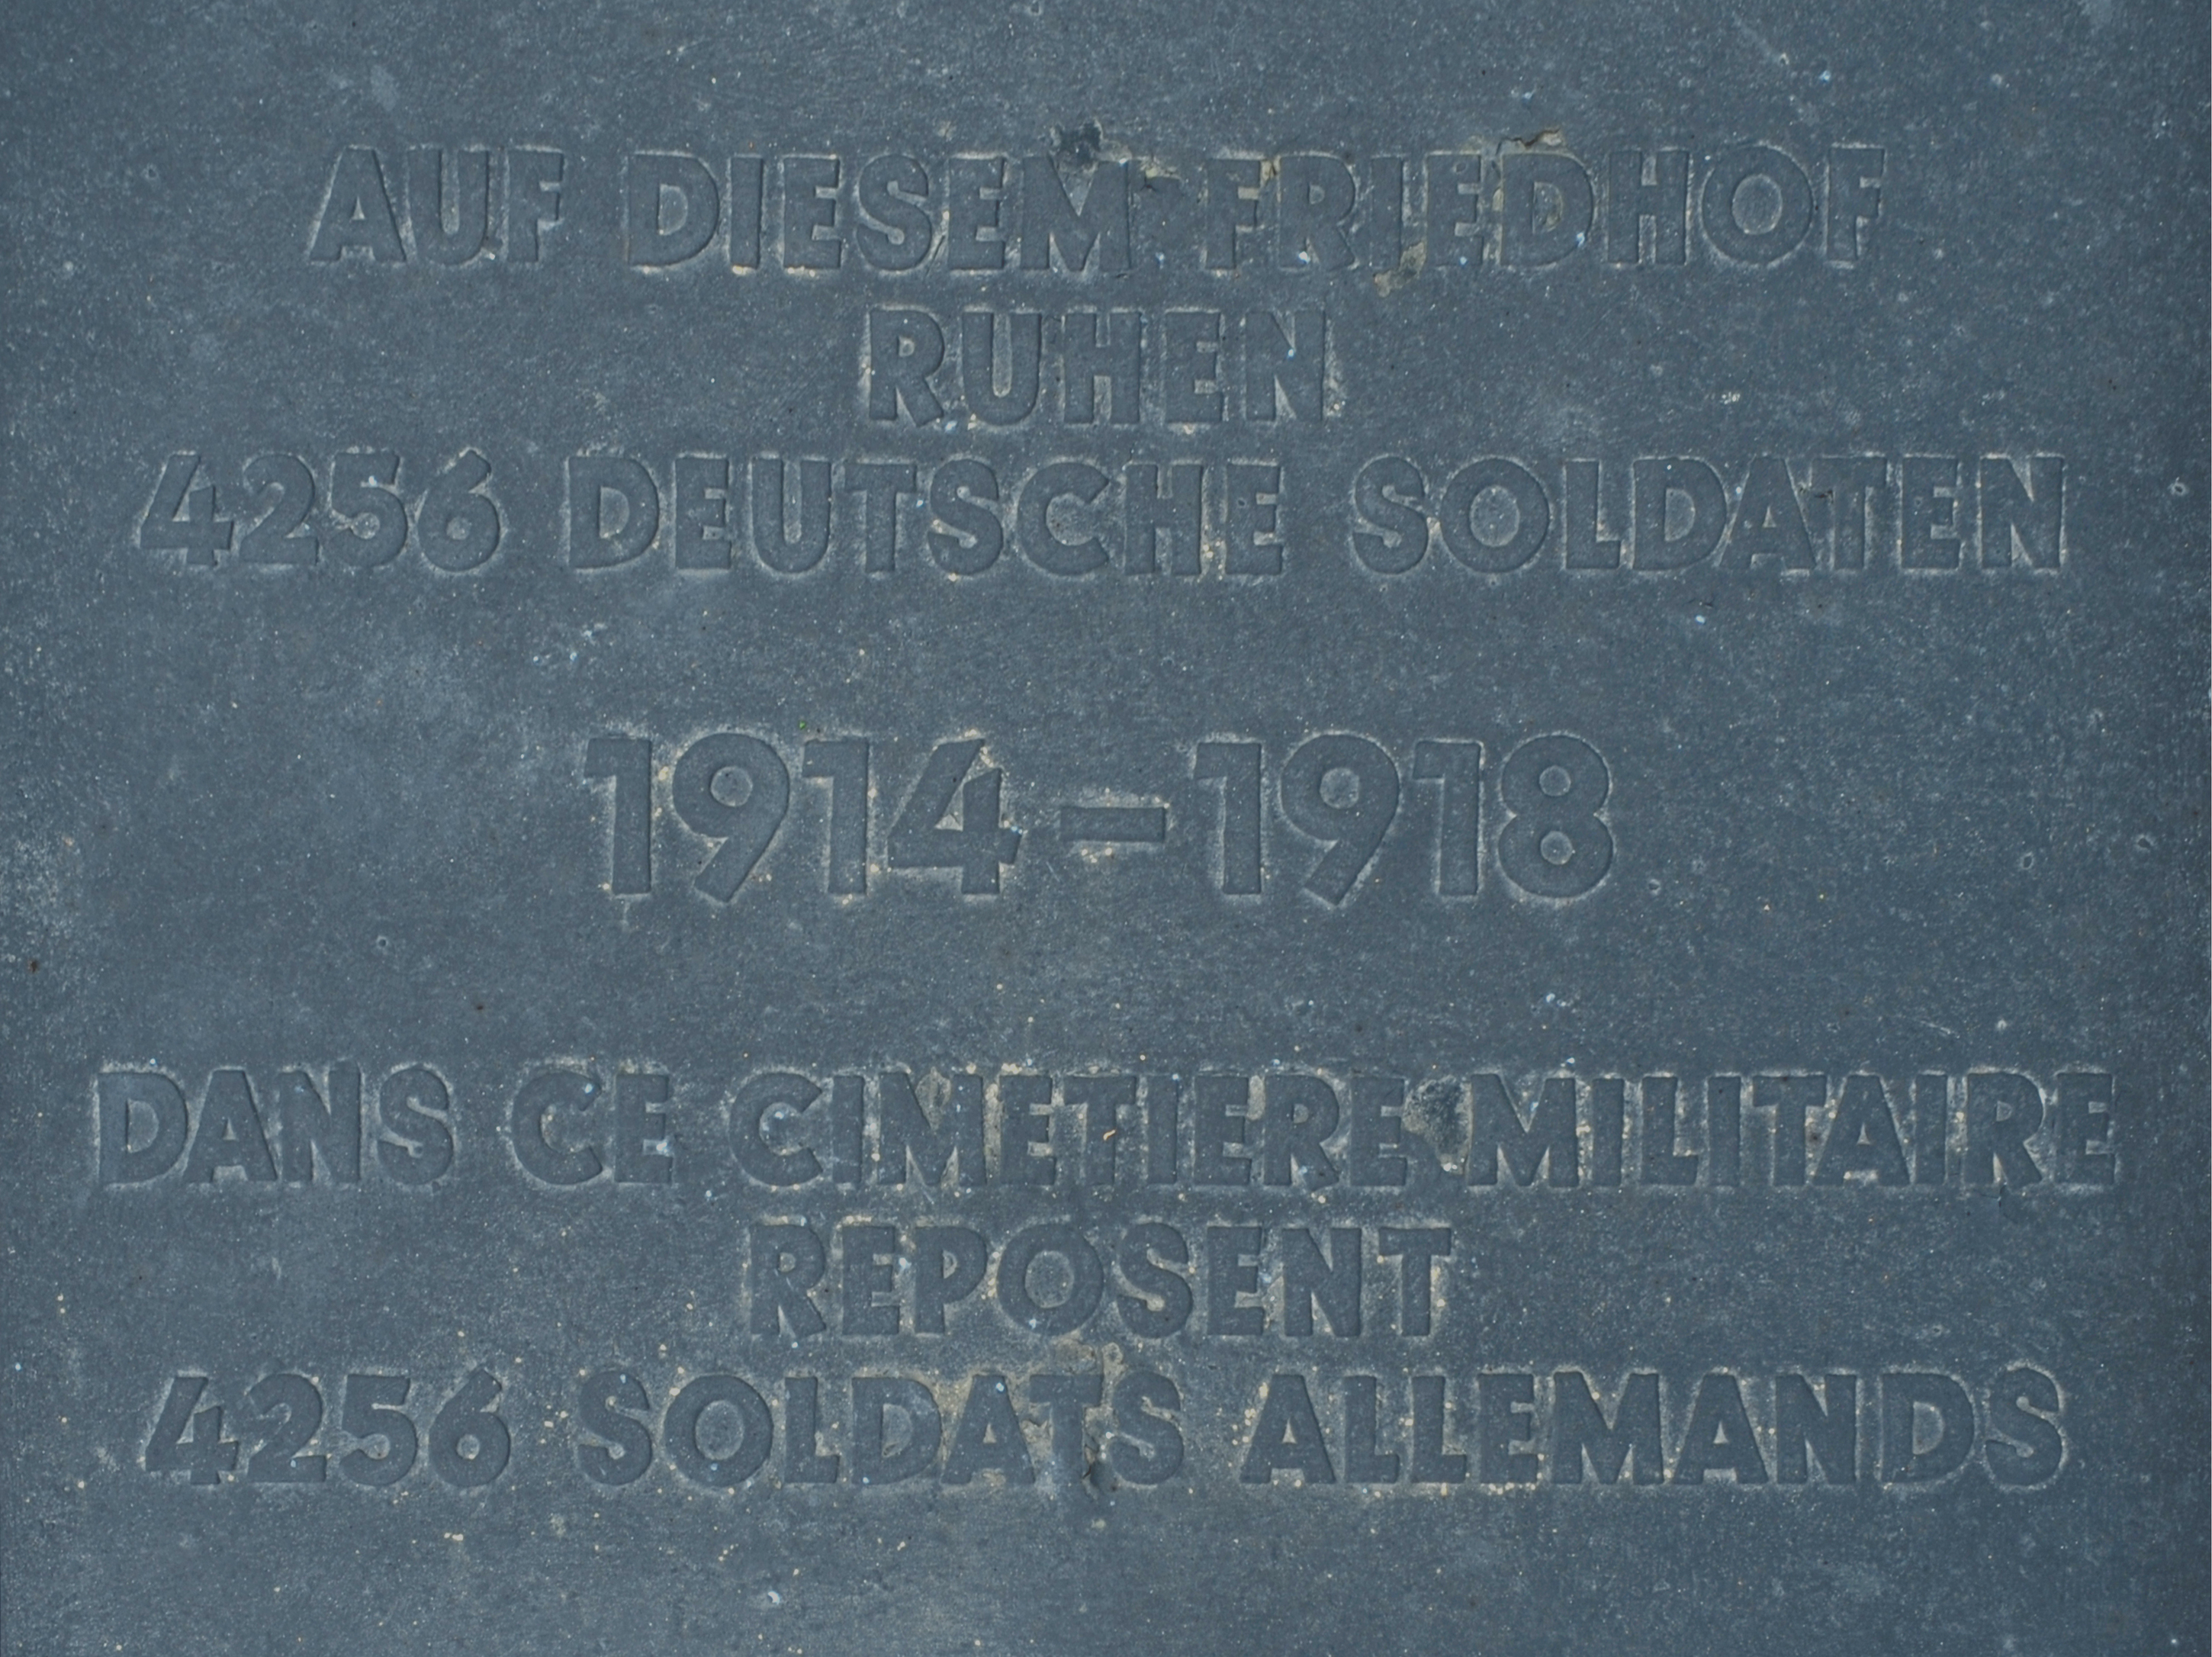 AUF DIESEM FRIEDHOF
RUHEN
4256 DEUTSCHE SOLDATEN
1914–1918
DANS CE CIMETIERE MILITAIRE
REPOSENT
4256 SOLDATS ALLEMANDS